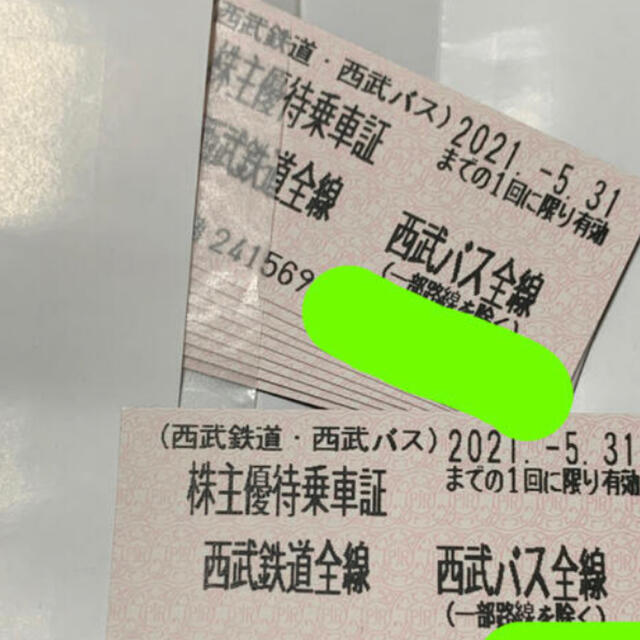 西武鉄道・西武バス) 2021.-5.31
株主優待乗車証 までの1回に限り有効
西武鉄道全線 西武バス全線
241569 (一部路線を除く)
(西武鉄道・西武バス) 2021.-5.31
株主優待乗車証 までの1回に限り有効
西武鉄道全線 西武バス全線
(一部路線を除く)